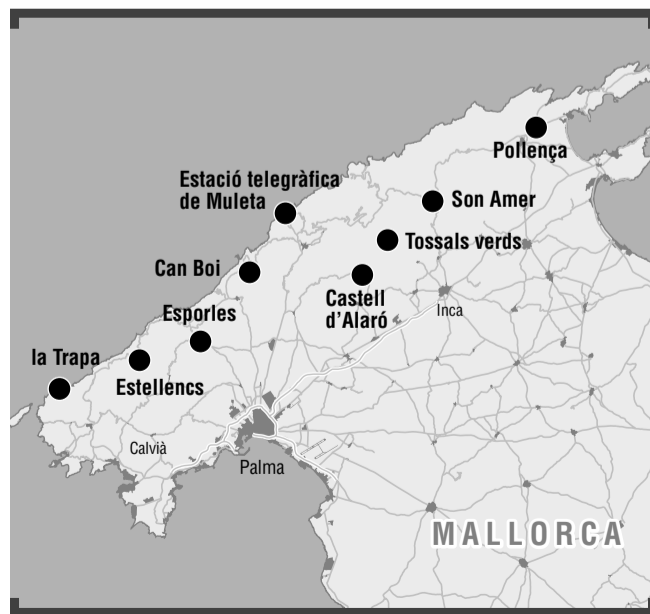 Pollença
Estació telegràfica
de Muleta
Son Amer
Tossals verds
Can Boi
Castell
d'Alaró
Inca
Esporles
la Trapa
Estellencs
Calvià
Palma
MALLORCA